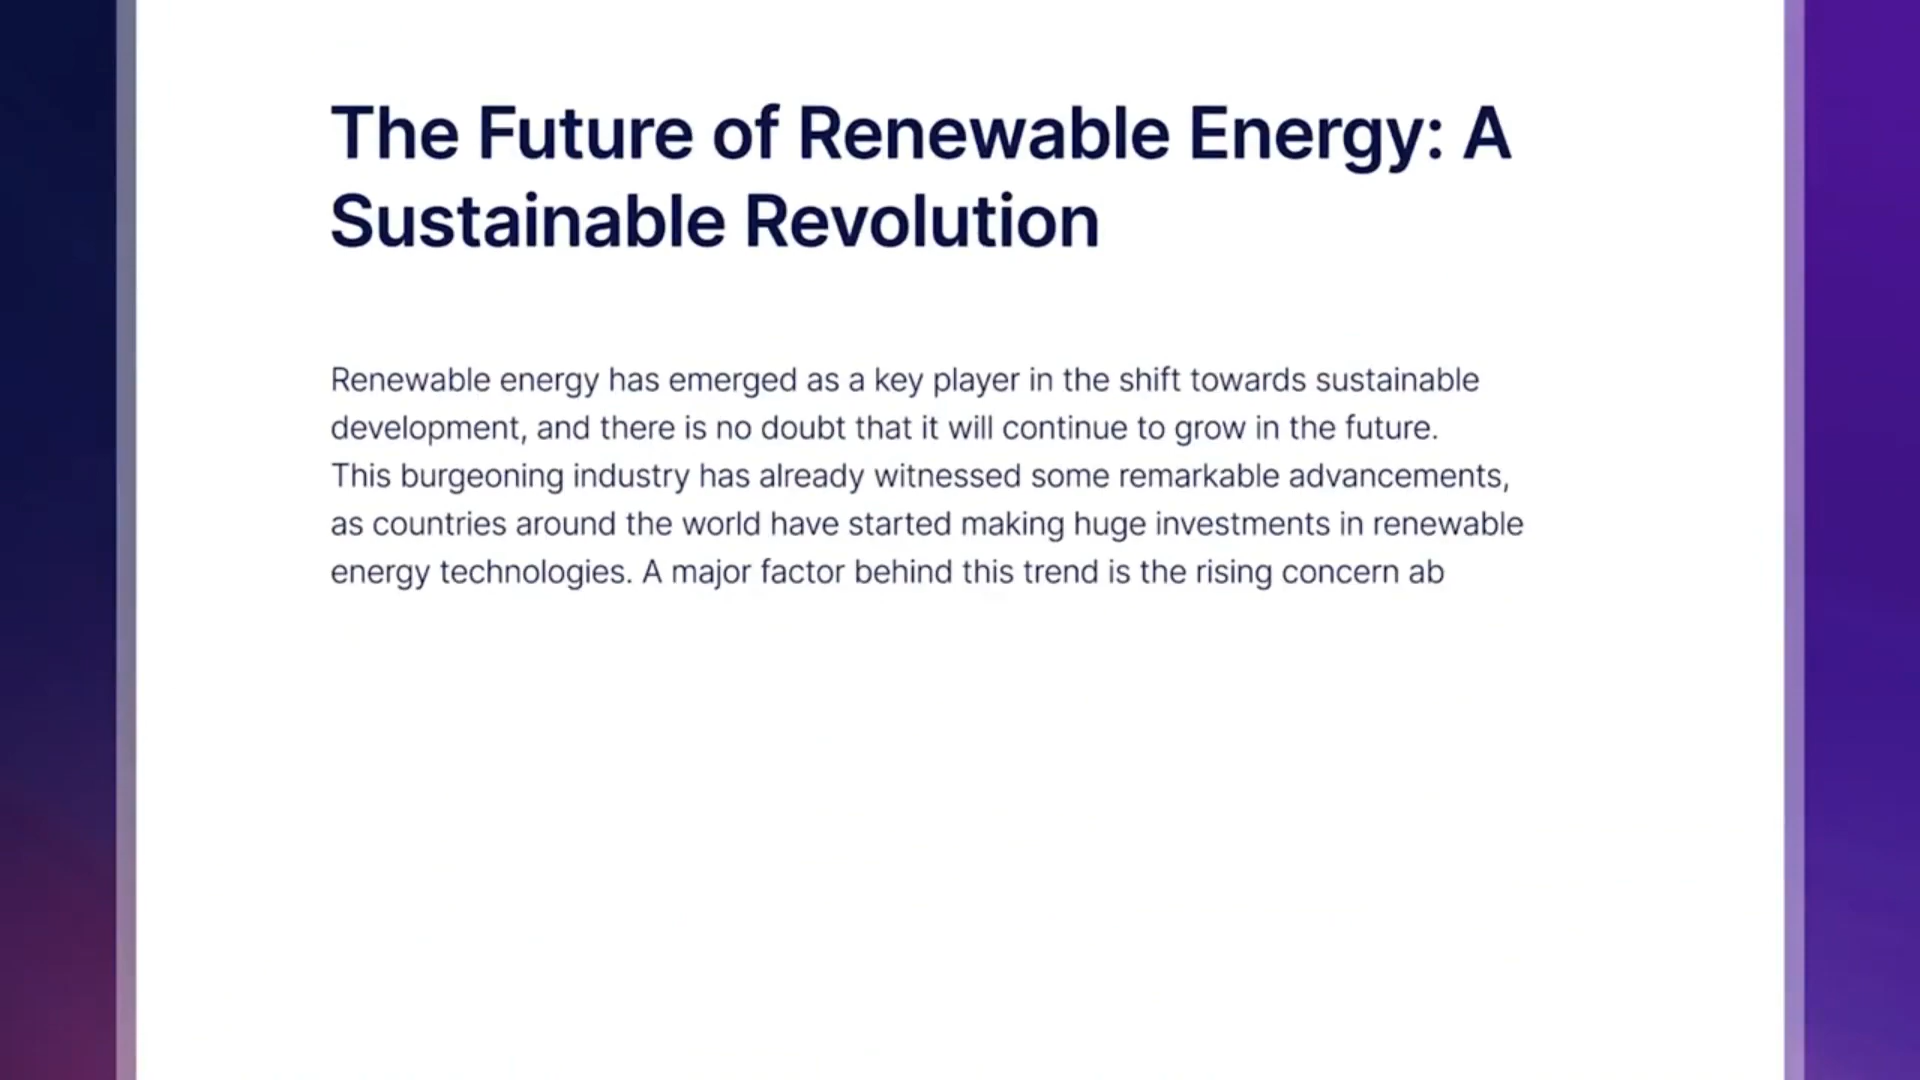 The Future of Renewable Energy: A
Sustainable Revolution
Renewable energy has emerged as a key player in the shift towards sustainable
development, and there is no doubt that it will continue to grow in the future.
This burgeoning industry has already witnessed some remarkable advancements,
as countries around the world have started making huge investments in renewable
energy technologies. A major factor behind this trend is the rising concern ab